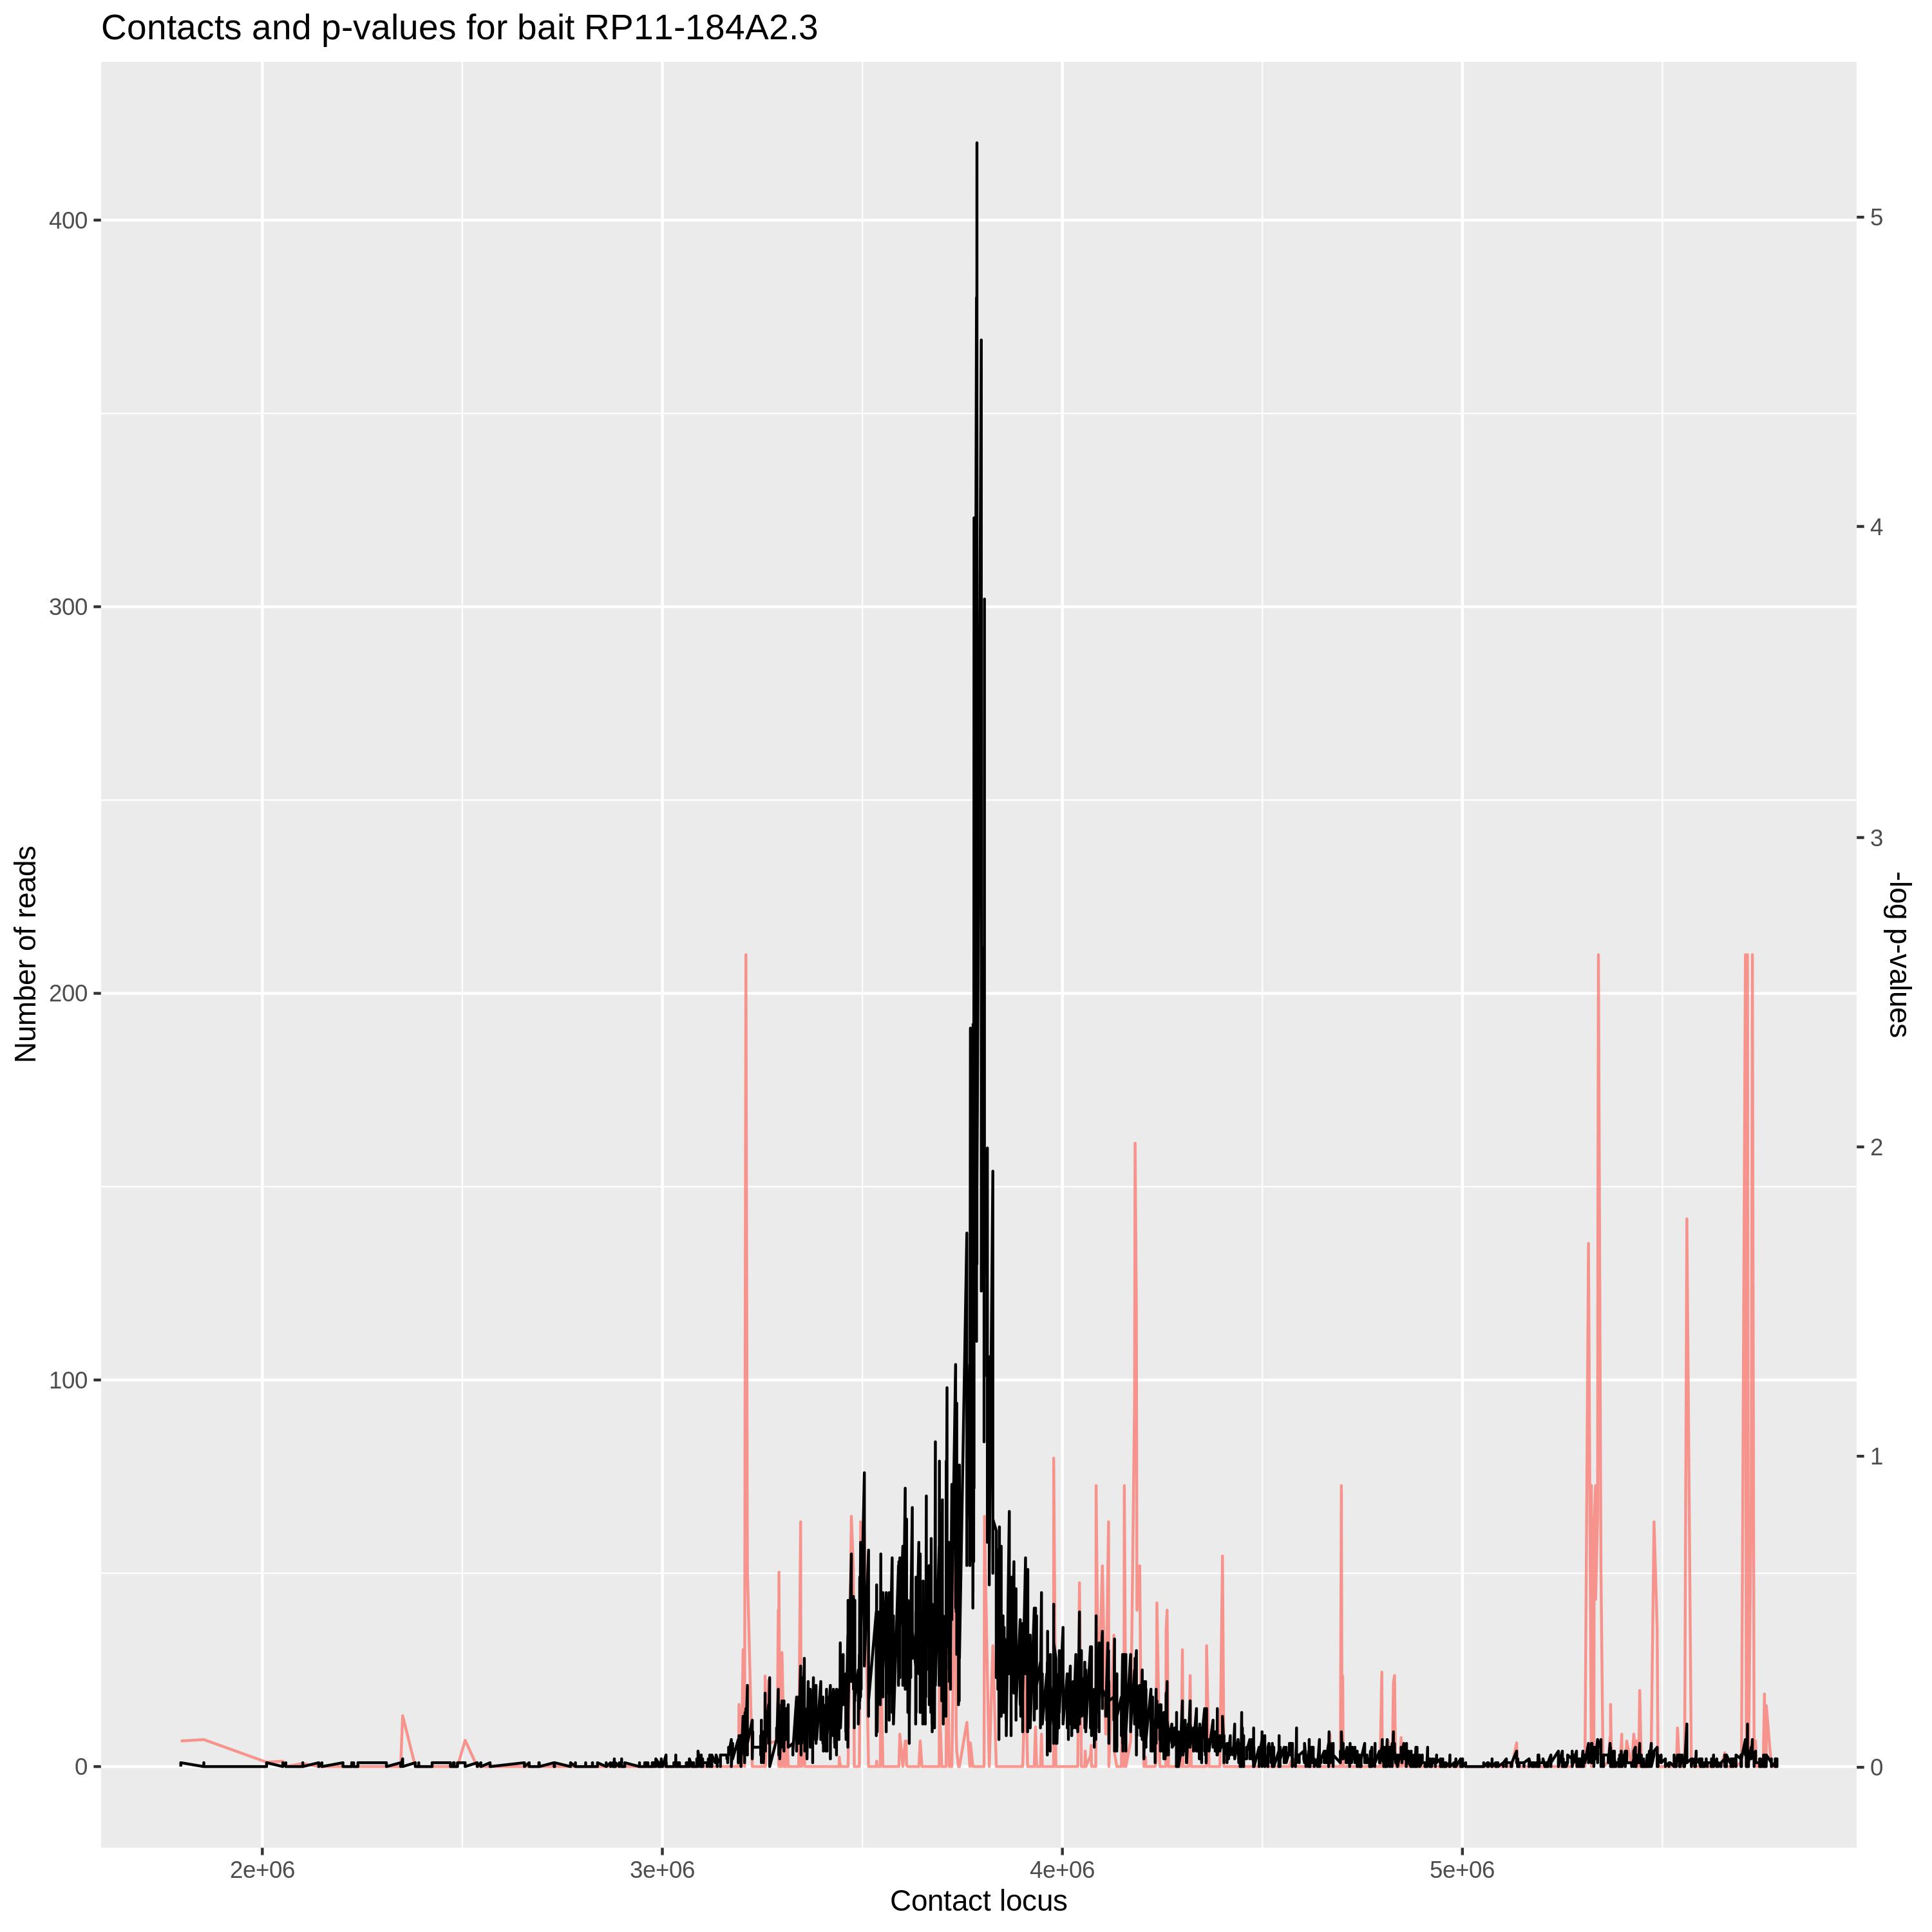 Contacts and p-values for bait RP11-184A2.3
400
300
200
100
0
Number of reads
5
4
3
2
1
0
-log p-values
2e+06 3e+06 4e+06 5e+06
Contact locus